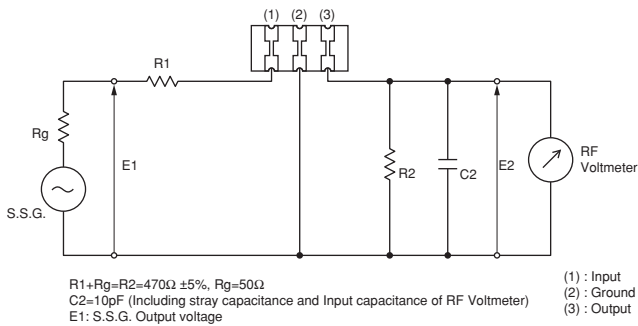 (1) (2) (3)
R1
Rg
E1
R2
C2
E2
RF
Voltmeter
S.S.G.
R1+Rg=R2=470Ω ±5%, Rg=50Ω
C2=10pF (Including stray capacitance and Input capacitance of RF Voltmeter)
E1: S.S.G. Output voltage
(1) : Input
(2) : Ground
(3) : Output